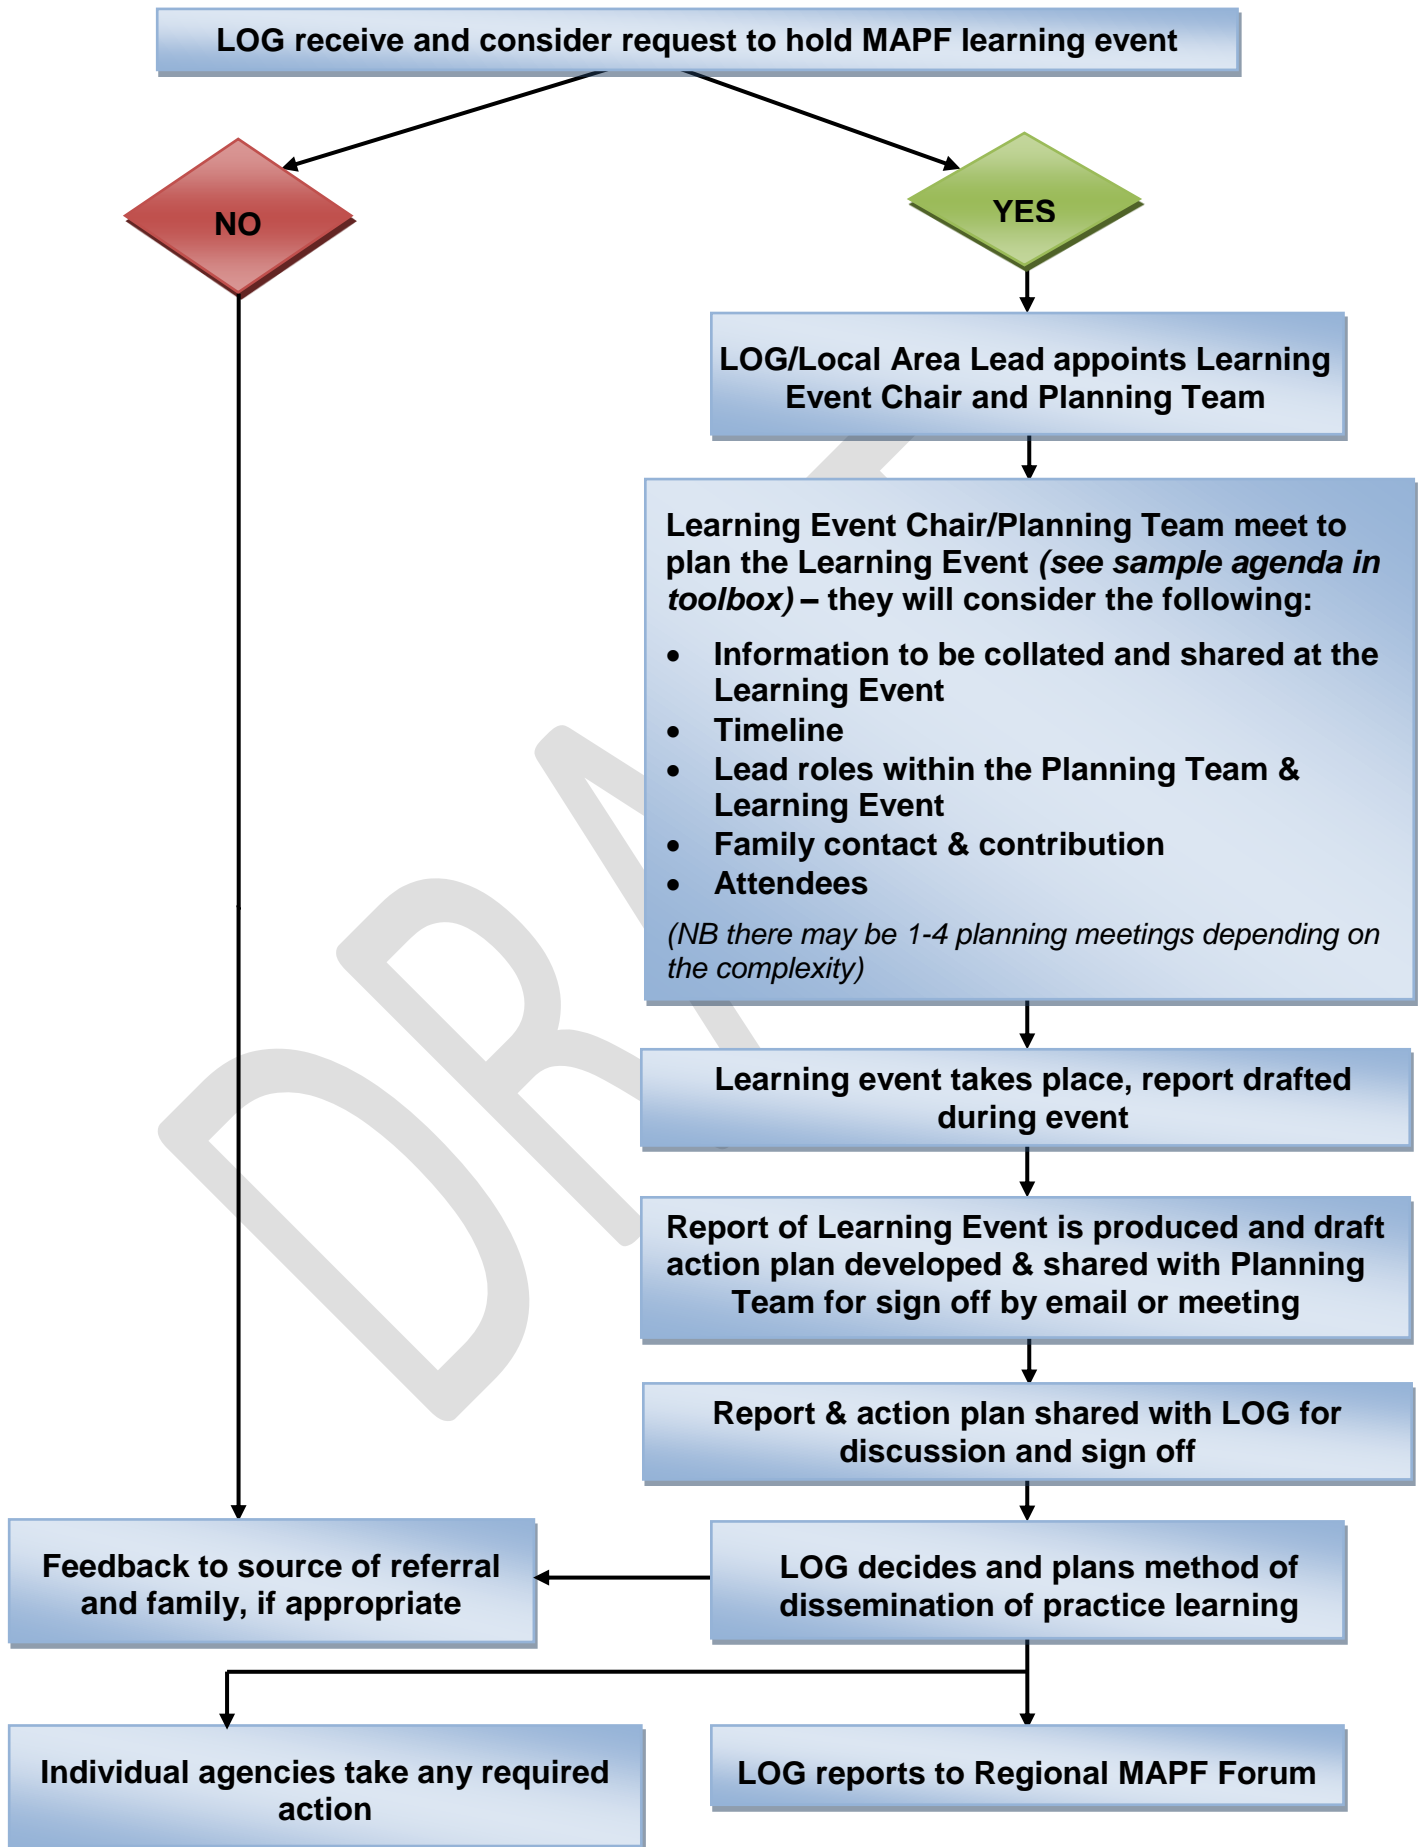 LOG receive and consider request to hold MAPF learning event
NO
YES
LOG/Local Area Lead appoints Learning
Event Chair and Planning Team
Learning Event Chair/Planning Team meet to
plan the Learning Event (see sample agenda in
toolbox) – they will consider the following:
• Information to be collated and shared at the
Learning Event
• Timeline
• Lead roles within the Planning Team &
Learning Event
• Family contact & contribution
• Attendees
(NB there may be 1-4 planning meetings depending on
the complexity)
Learning event takes place, report drafted
during event
Report of Learning Event is produced and draft
action plan developed & shared with Planning
Team for sign off by email or meeting
Report & action plan shared with LOG for
discussion and sign off
Feedback to source of referral
and family, if appropriate
LOG decides and plans method of
dissemination of practice learning
Individual agencies take any required
action
LOG reports to Regional MAPF Forum